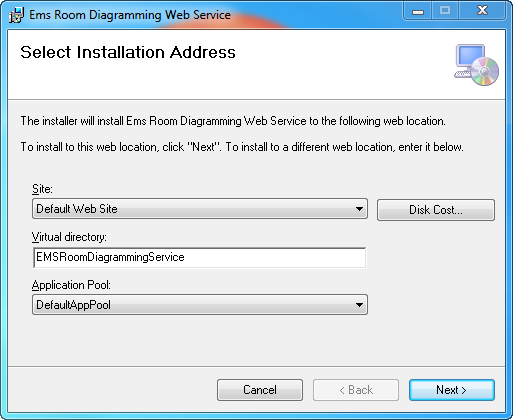 Ems Room Diagramming Web Service
Select Installation Address
The installer will install Ems Room Diagramming Web Service to the following web location.
To install to this web location, click "Next". To install to a different web location, enter it below.
Site:
Default Web Site
Disk Cost...
Virtual directory:
EMSRoomDiagrammingService
Application Pool:
DefaultAppPool
Cancel
< Back
Next >